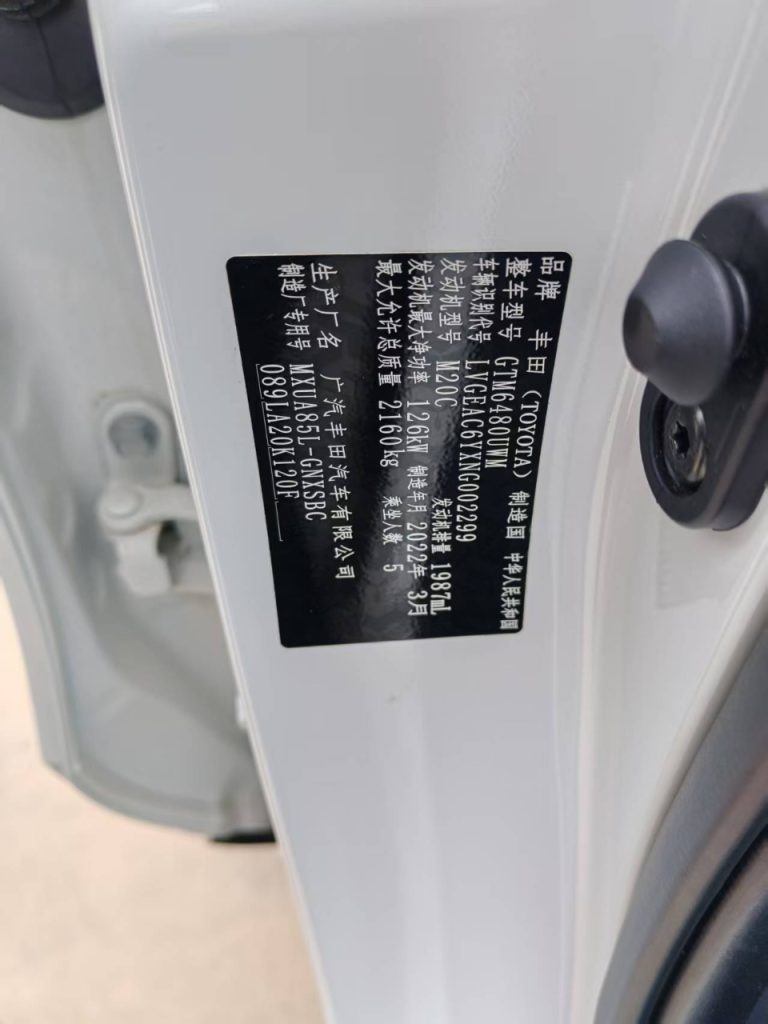 品牌 丰田 (TOYOTA) 制造国 中华人民共和国
整车型号 GTM6480UWM
车辆识别代号 LVGEAC6YXNG002299
发动机型号 M20C 发动机排量 1987mL
发动机最大净功率 126kW 制造年月 2022年 3月
最大允许总质量 2160kg 乘坐人数 5
生产厂名 广汽丰田汽车有限公司
制造厂专用号 MXUA85L-GNXSBC
089LA20K120F